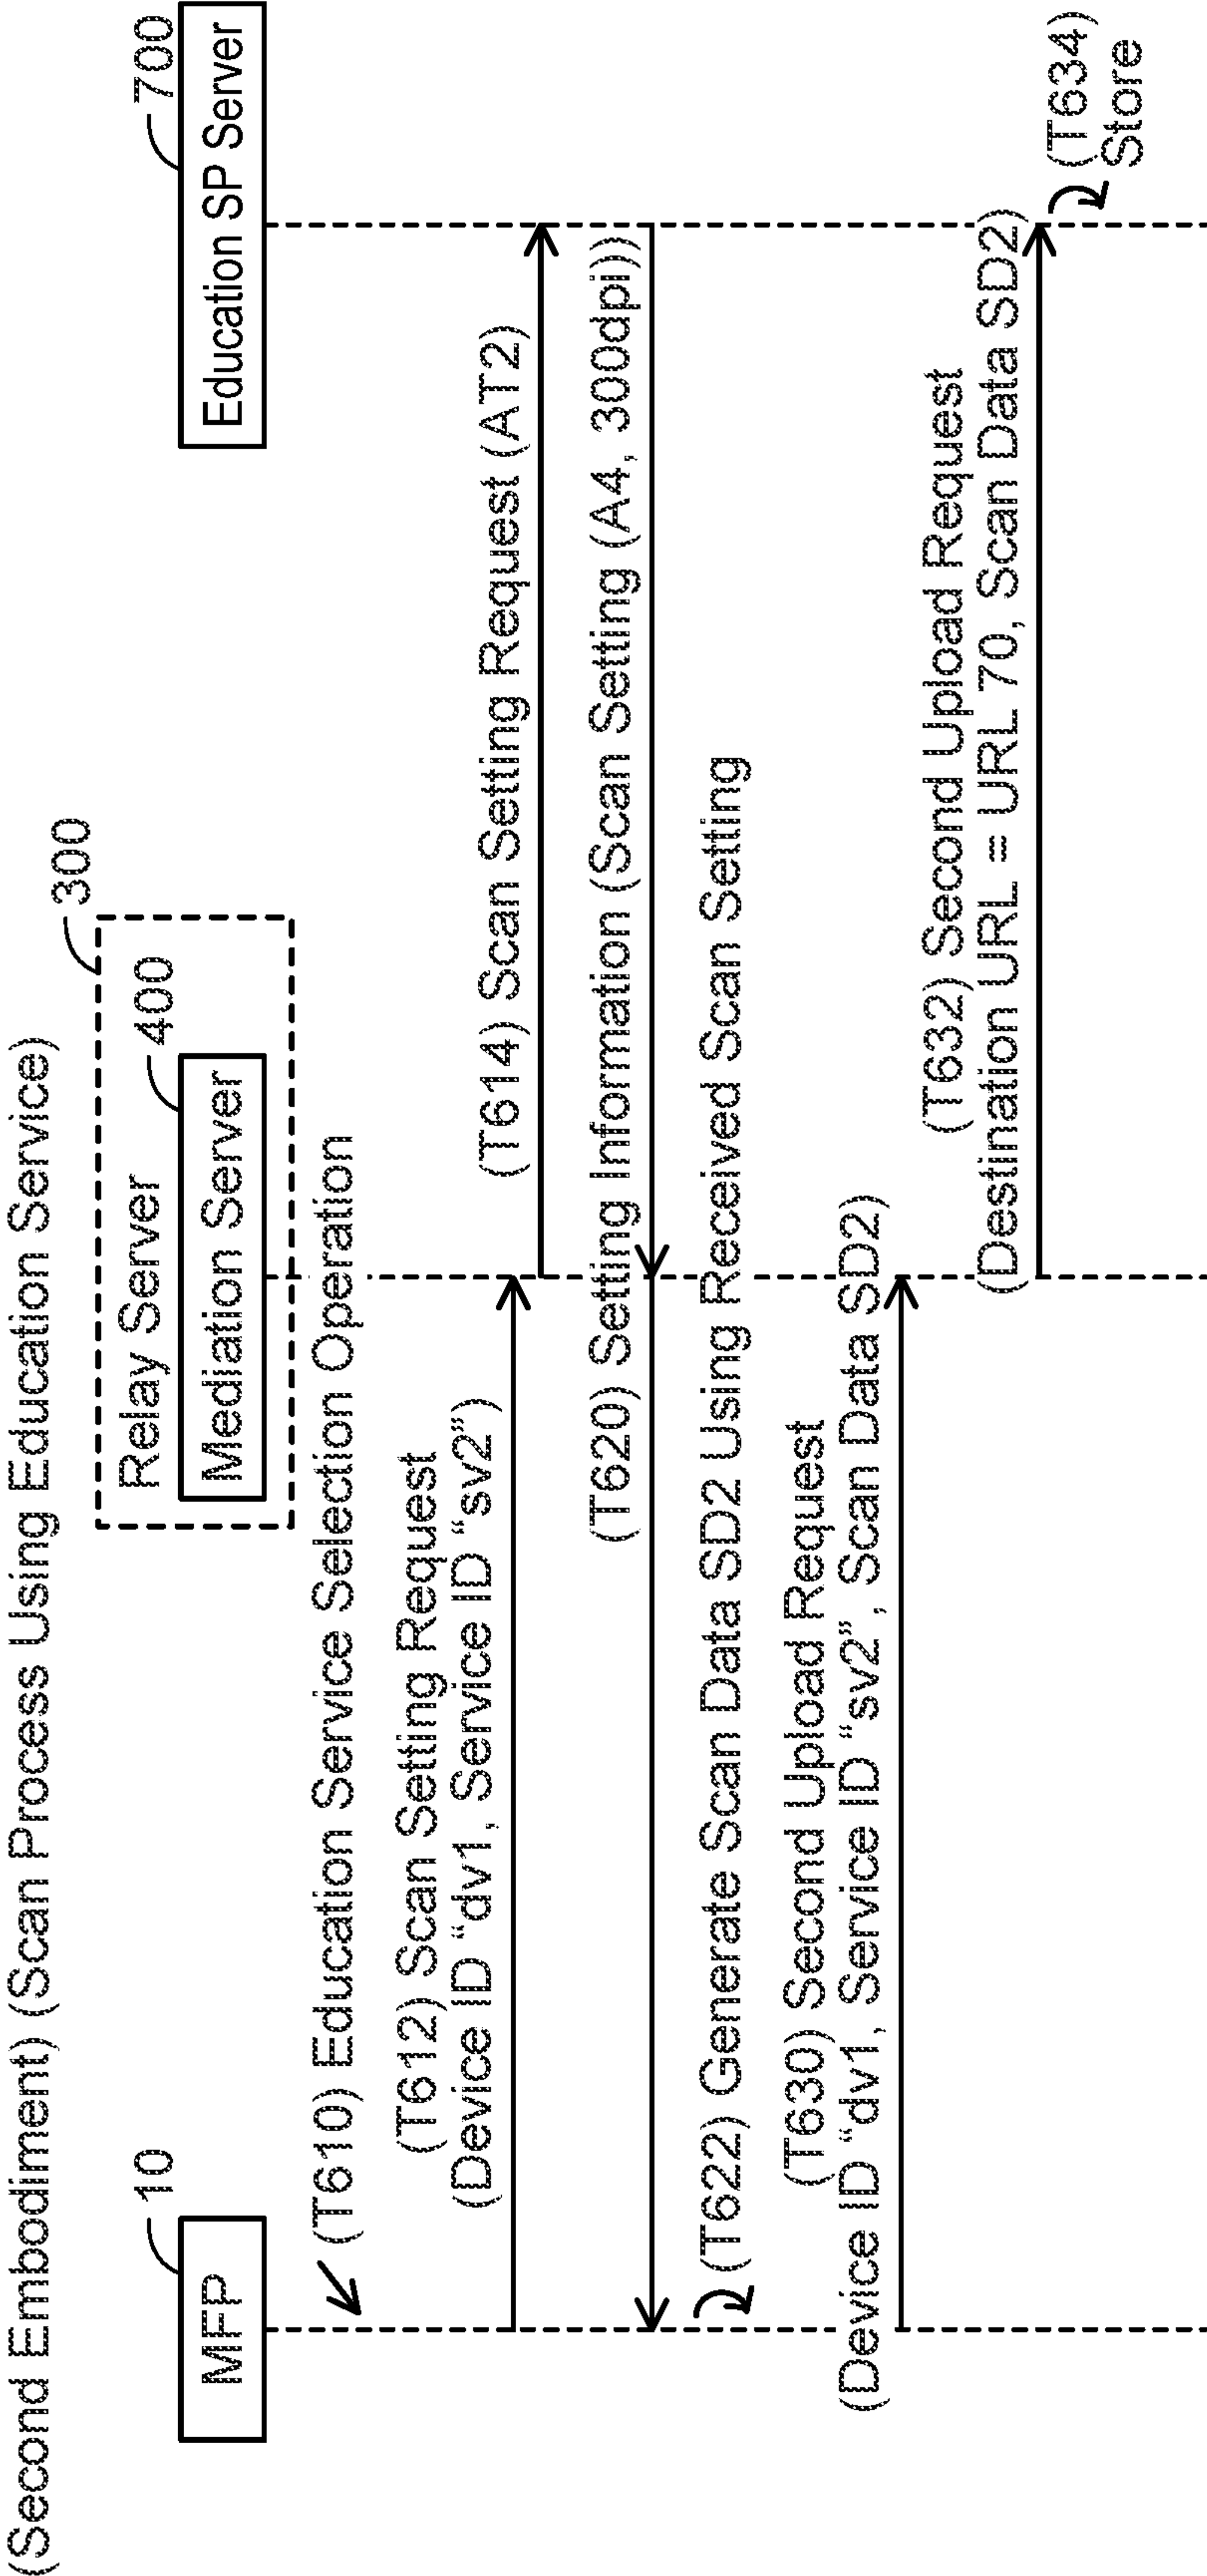 (Second Embodiment) (Scan Process Using Education Service)
300
Relay Server
10
400
700
MFP
Mediation Server
Education SP Server
(T610) Education Service Selection Operation
(T612) Scan Setting Request
(Device ID “dv1, Service ID “sv2”)
(T614) Scan Setting Request (AT2)
(T620) Setting Information (Scan Setting (A4, 300dpi))
(T622) Generate Scan Data SD2 Using Received Scan Setting
(T630) Second Upload Request
(Device ID “dv1, Service ID “sv2”, Scan Data SD2)
(T632) Second Upload Request
(Destination URL = URL 70, Scan Data SD2)
(T634)
Store